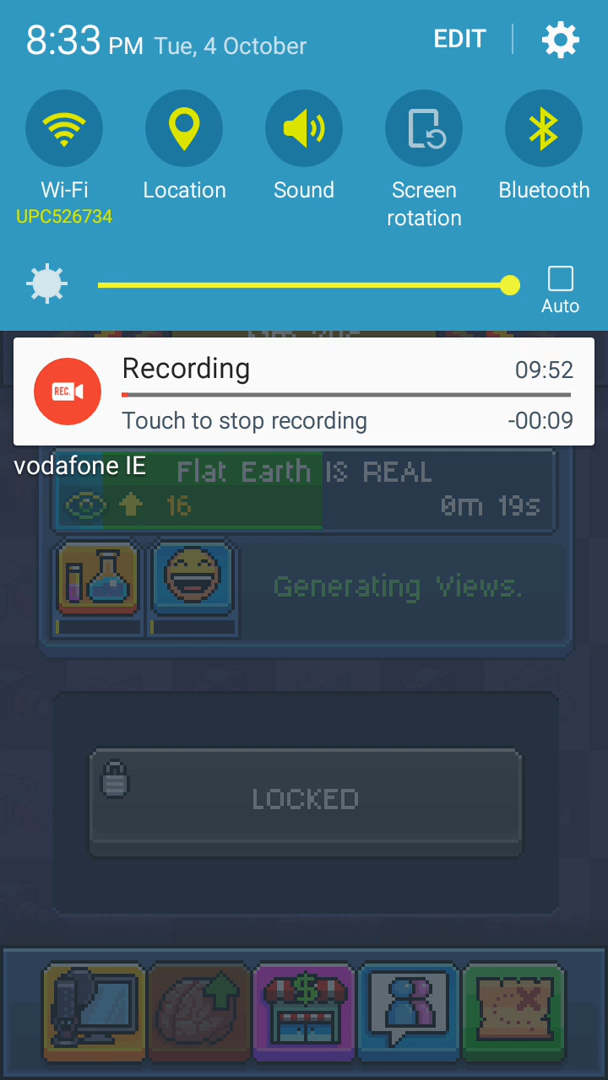 8:33 PM Tue, 4 October EDIT
Wi-Fi Location Sound Screen rotation Bluetooth
UPC526734
Auto
REC. Recording 09:52
Touch to stop recording -00:09
vodafone IE
Flat Earth IS REAL
16 0m 19s
Generating Views.
LOCKED
$